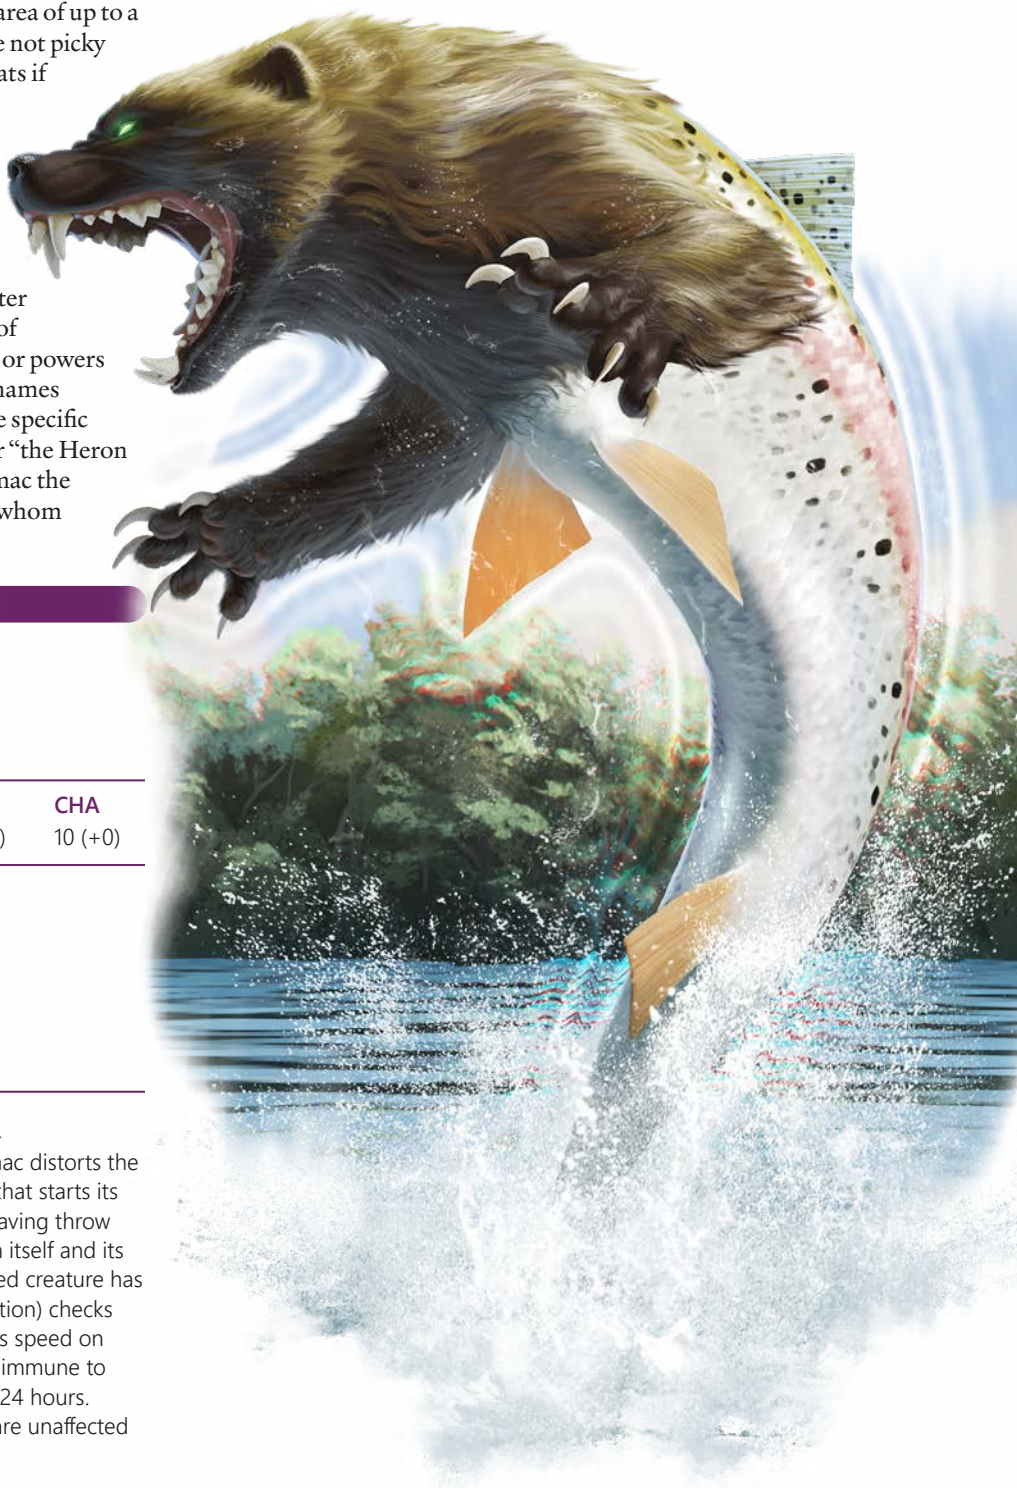 area of up to a
e not picky
ats if
ter
of
or powers
names
e specific
r “the Heron
nac the
whom
CHA
) 10 (+0)
nac distorts the
that starts its
aving throw
n itself and its
ed creature has
tion) checks
s speed on
immune to
24 hours.
are unaffected